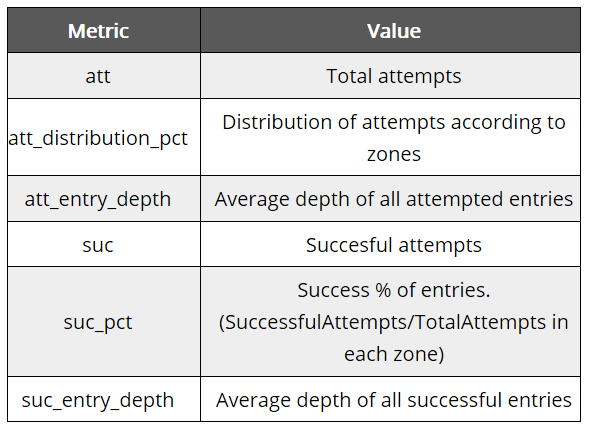 Metric Value
att Total attempts
att_distribution_pct Distribution of attempts according to
zones
att_entry_depth Average depth of all attempted entries
suc Succesful attempts
suc_pct Success % of entries.
(SuccessfulAttempts/TotalAttempts in
each zone)
suc_entry_depth Average depth of all successful entries